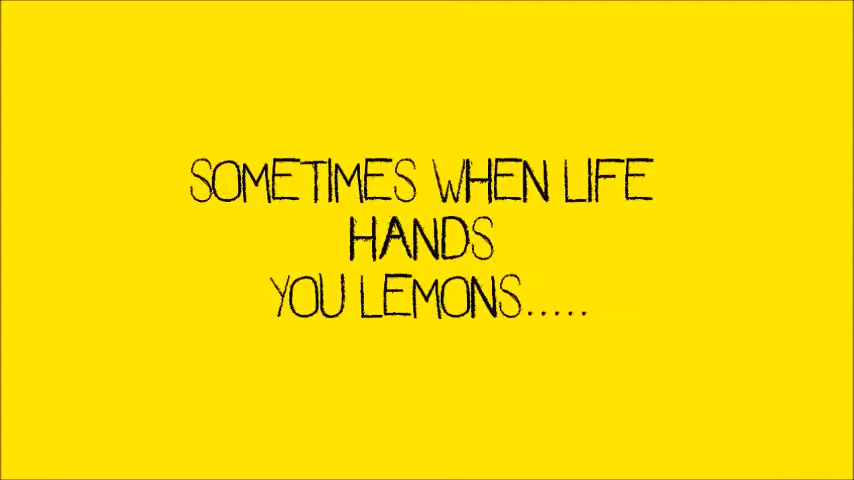 SOMETIMES WHEN LIFE
HANDS
YOU LEMONS.....